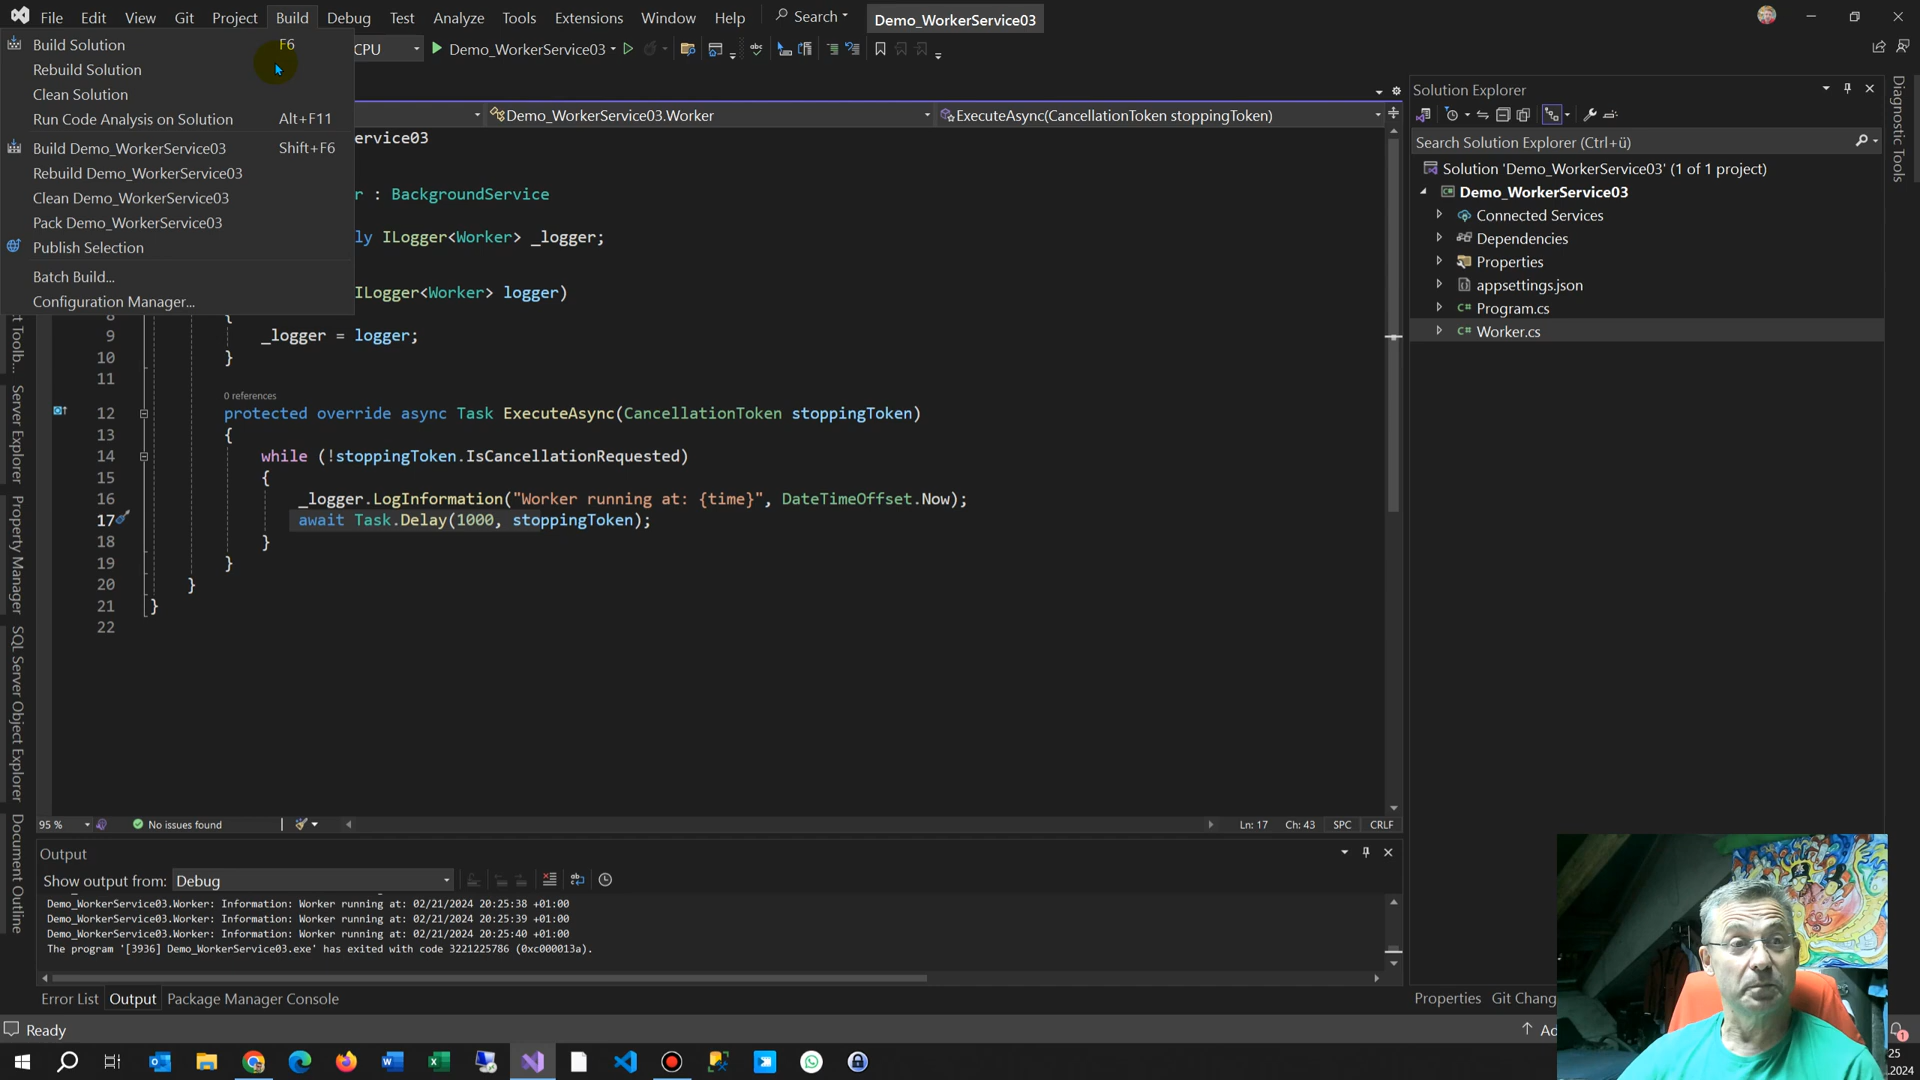 File Edit View Git Project Build Debug Test Analyze Tools Extensions Window Help Search Demo_WorkerService03
CPU Demo_WorkerService03
Build Solution F6
Rebuild Solution
Clean Solution
Run Code Analysis on Solution Alt+F11
Build Demo_WorkerService03 Shift+F6
Rebuild Demo_WorkerService03
Clean Demo_WorkerService03
Pack Demo_WorkerService03
Publish Selection
Batch Build...
Configuration Manager...
Demo_WorkerService03.Worker ExecuteAsync(CancellationToken stoppingToken)
ervice03
r : BackgroundService
ly ILogger<Worker> _logger;
ILogger<Worker> logger)
8 {
9 _logger = logger;
10 }
11
0 references
12 protected override async Task ExecuteAsync(CancellationToken stoppingToken)
13 {
14 while (!stoppingToken.IsCancellationRequested)
15 {
16 _logger.LogInformation("Worker running at: {time}", DateTimeOffset.Now);
17 await Task.Delay(1000, stoppingToken);
18 }
19 }
20 }
21 }
22
95 % No issues found Ln: 17 Ch: 43 SPC CRLF
Output
Show output from: Debug
Demo_WorkerService03.Worker: Information: Worker running at: 02/21/2024 20:25:38 +01:00
Demo_WorkerService03.Worker: Information: Worker running at: 02/21/2024 20:25:39 +01:00
Demo_WorkerService03.Worker: Information: Worker running at: 02/21/2024 20:25:40 +01:00
The program '[3936] Demo_WorkerService03.exe' has exited with code 3221225786 (0xc000013a).
Error List Output Package Manager Console
Ready
Solution Explorer
Search Solution Explorer (Ctrl+ü)
Solution 'Demo_WorkerService03' (1 of 1 project)
Demo_WorkerService03
Connected Services
Dependencies
Properties
appsettings.json
C# Program.cs
C# Worker.cs
Properties Git Chang
Ad
Diagnostic Tools
t Toolb...
Server Explorer
Property Manager
SQL Server Object Explorer
Document Outline
25
.2024